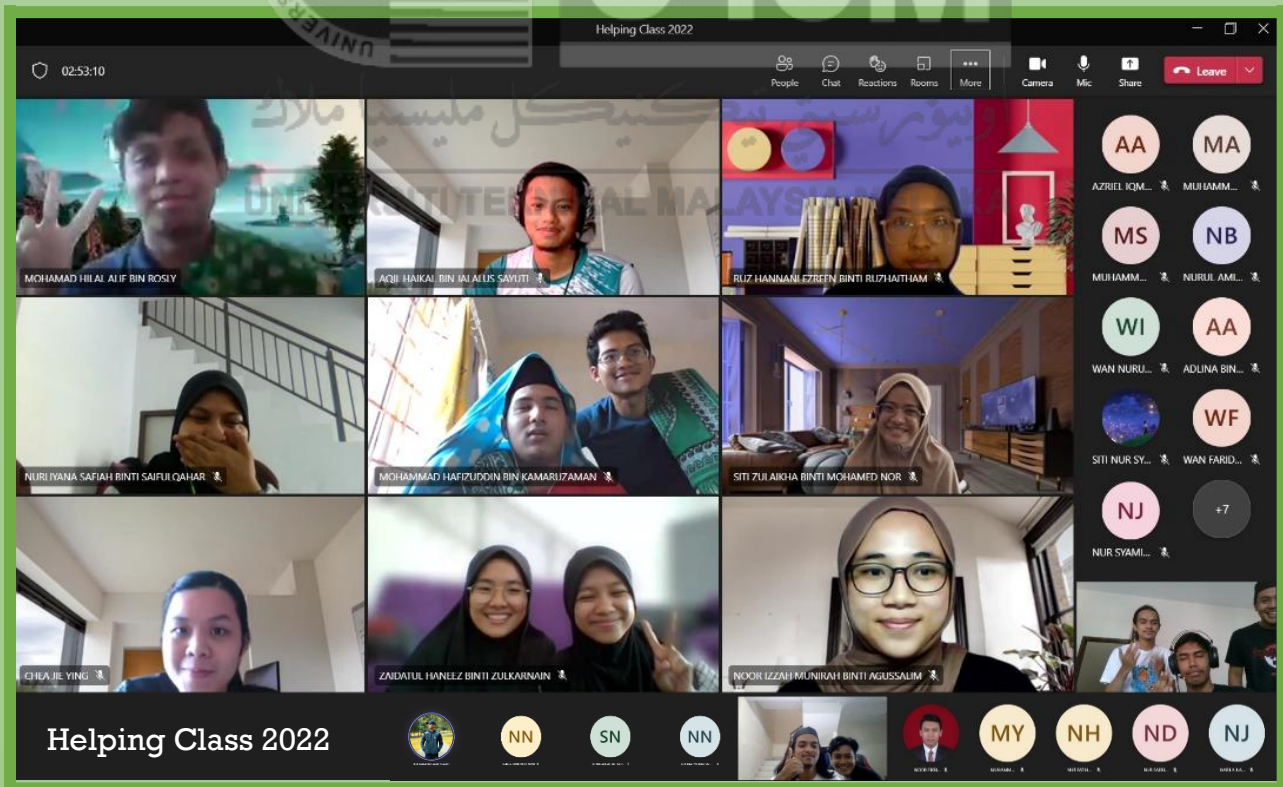 Helping Class 2022
02:53:10
People Chat Reactions Rooms More Camera Mic Share Leave
MOHAMAD HILAL ALIF BIN ROSLY
AQIL HAIKAL BIN JALALUS SAYUTI
RUZ HANNANI EZREEN BINTI RUZHAITHAM
AA MA
AZRIEL IQM... MUHAMM...
MS NB
MUHAMM... NURUL AMI...
NURLIYANA SAFIAH BINTI SAIFULQAHAR
MOHAMMAD HAFIZUDDIN BIN KAMARUZAMAN
SITI ZULAIKHA BINTI MOHAMED NOR
WI AA
WAN NURU... ADLINA BIN...
WF
SITI NUR SY... WAN FARID...
NJ +7
NUR SYAMI...
CHEA JIE YING
ZAIDATUL HANEEZ BINTI ZULKARNAIN
NOOR IZZAH MUNIRAH BINTI AGUSSALIM
Helping Class 2022
NN SN NN MY NH ND NJ